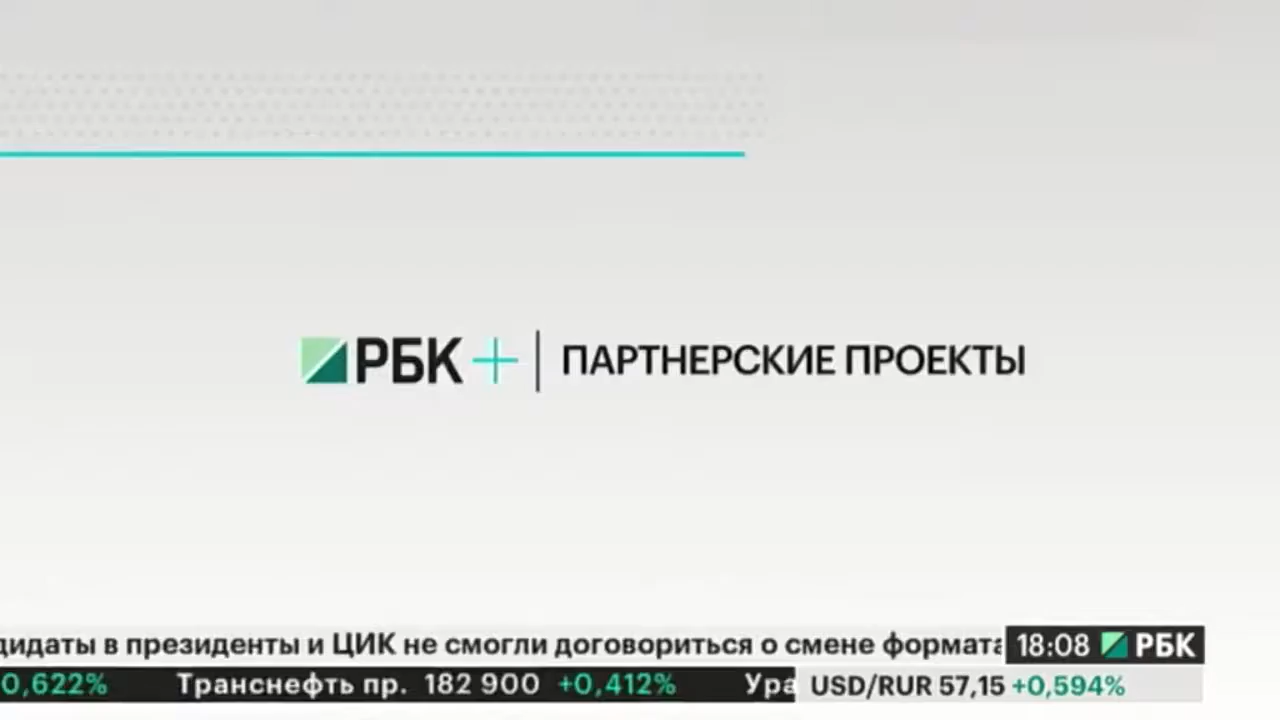 РБК + | ПАРТНЕРСКИЕ ПРОЕКТЫ
в президенты и ЦИК не смогли договориться о смене формата
18:08 РБК
0,622% Транснефть пр. 182 900 +0,412%
USD/RUR 57,15 +0,594%